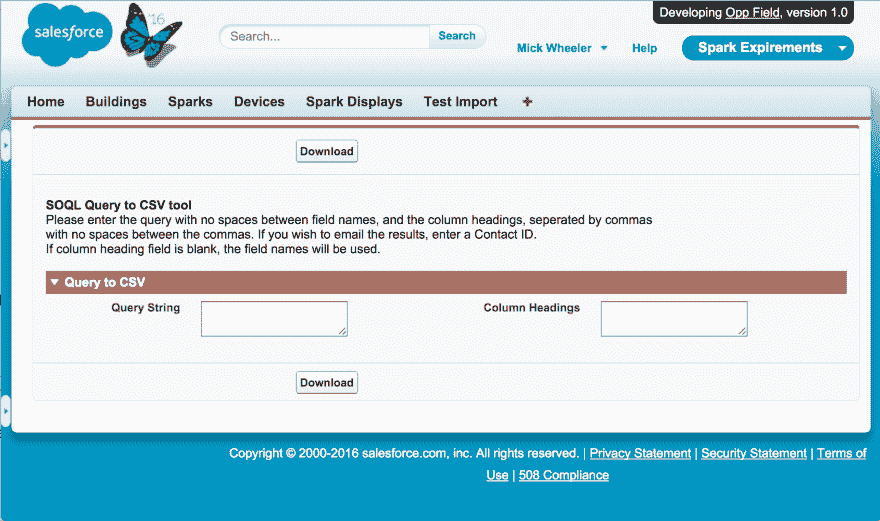 Developing Opp Field, version 1.0
salesforce
'16
Search...
Search
Mick Wheeler
Help
Spark Expirements
Home Buildings Sparks Devices Spark Displays Test Import +
Download
SOQL Query to CSV tool
Please enter the query with no spaces between field names, and the column headings, seperated by commas
with no spaces between the commas. If you wish to email the results, enter a Contact ID.
If column heading field is blank, the field names will be used.
Query to CSV
Query String
Column Headings
Download
Copyright © 2000-2016 salesforce.com, inc. All rights reserved. | Privacy Statement | Security Statement | Terms of
Use | 508 Compliance